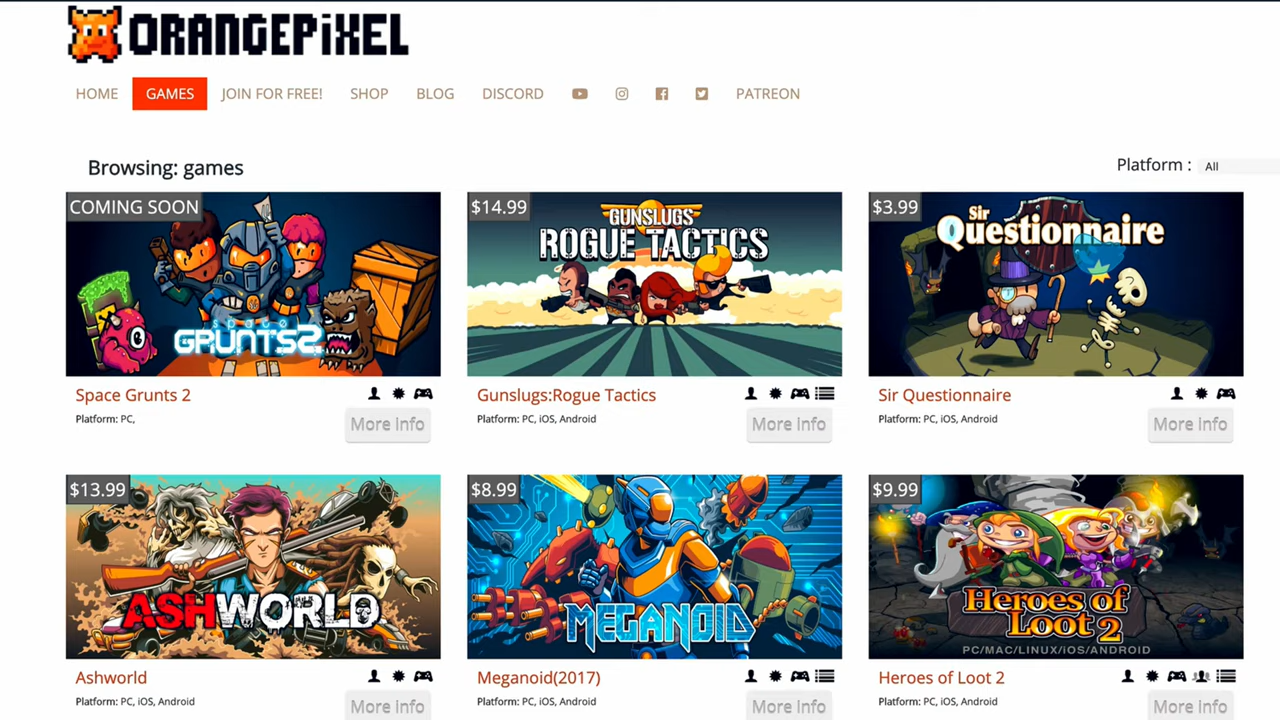 ORANGEPIXEL
HOME GAMES JOIN FOR FREE! SHOP BLOG DISCORD PATREON
Browsing: games
Platform : All
COMING SOON
SPACE
GRUNTS2
$14.99
GUNSLUGS
ROGUE TACTICS
$3.99
Sir
Questionnaire
Space Grunts 2
Platform: PC,
More info
Gunslugs:Rogue Tactics
Platform: PC, iOS, Android
More info
Sir Questionnaire
Platform: PC, iOS, Android
More info
$13.99
ASHWORLD
$8.99
MEGANOID
$9.99
Heroes of
Loot 2
PC/MAC/LINUX/iOS/ANDROID
Ashworld
Platform: PC, iOS, Android
More info
Meganoid(2017)
Platform: PC, iOS, Android
More info
Heroes of Loot 2
Platform: PC, iOS, Android
More info